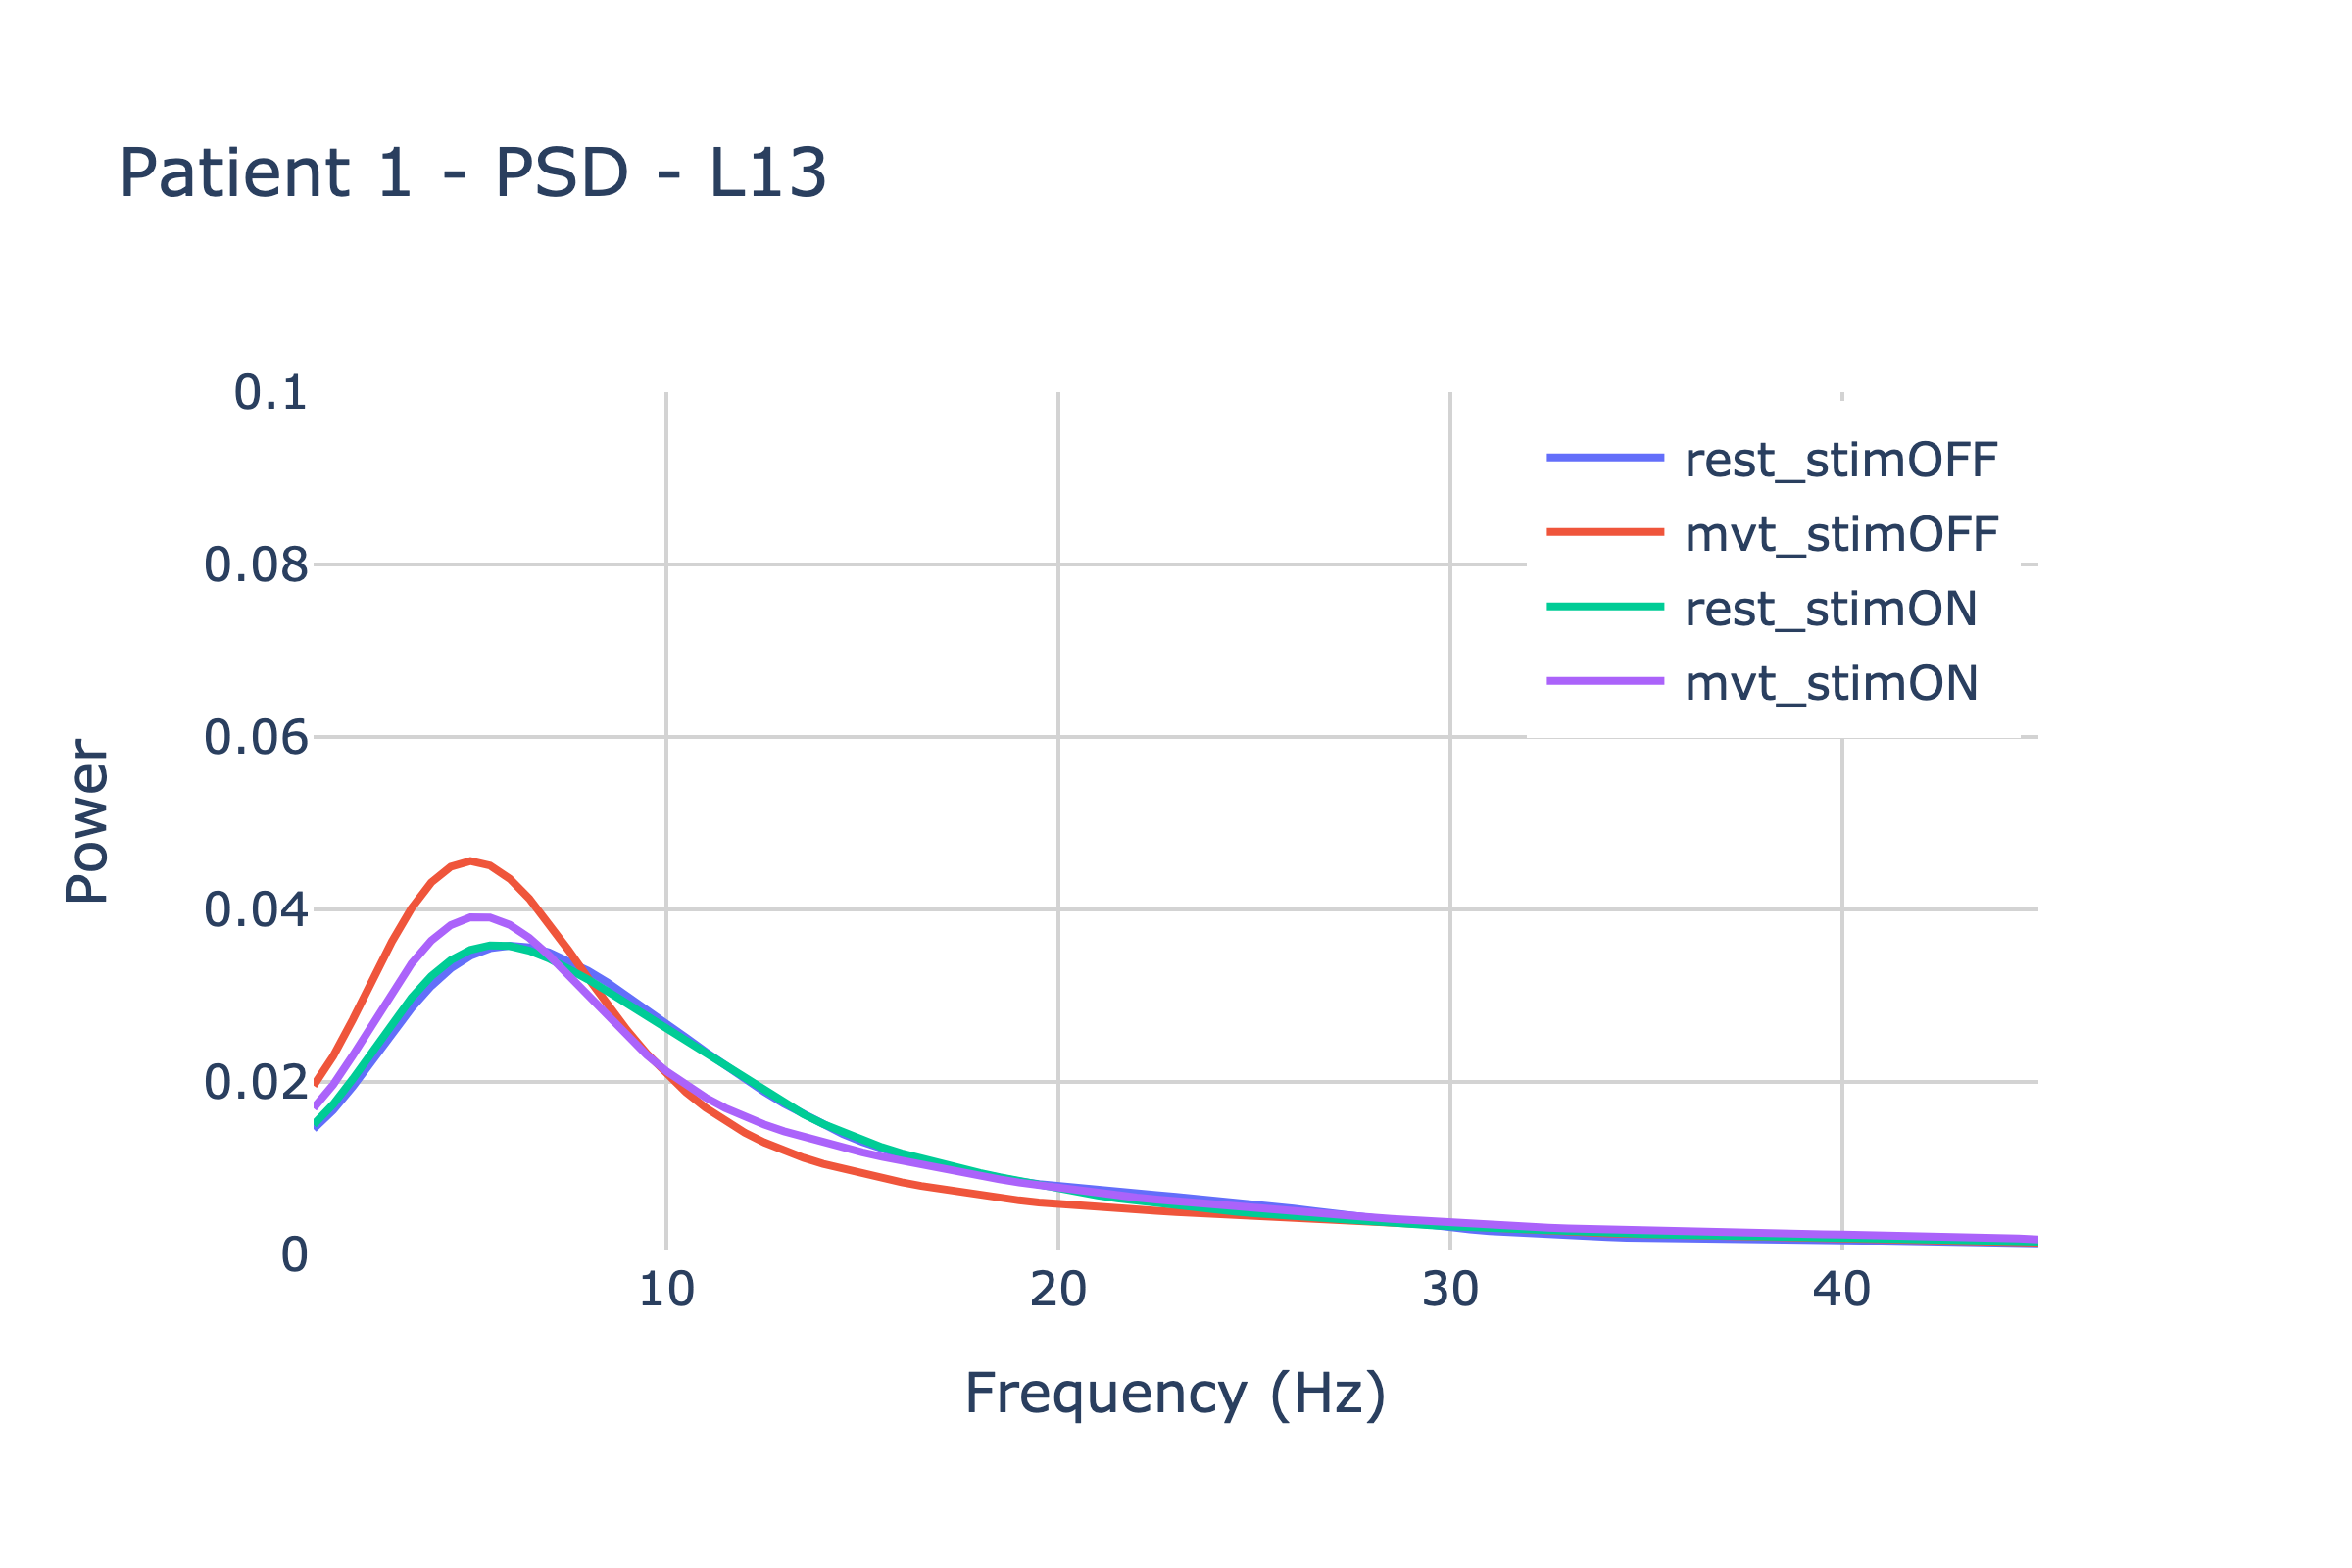 Patient 1 - PSD - L13
0.1
0.08
0.06
0.04
0.02
0
Power
10
20
30
40
Frequency (Hz)
rest_stimOFF
mvt_stimOFF
rest_stimON
mvt_stimON